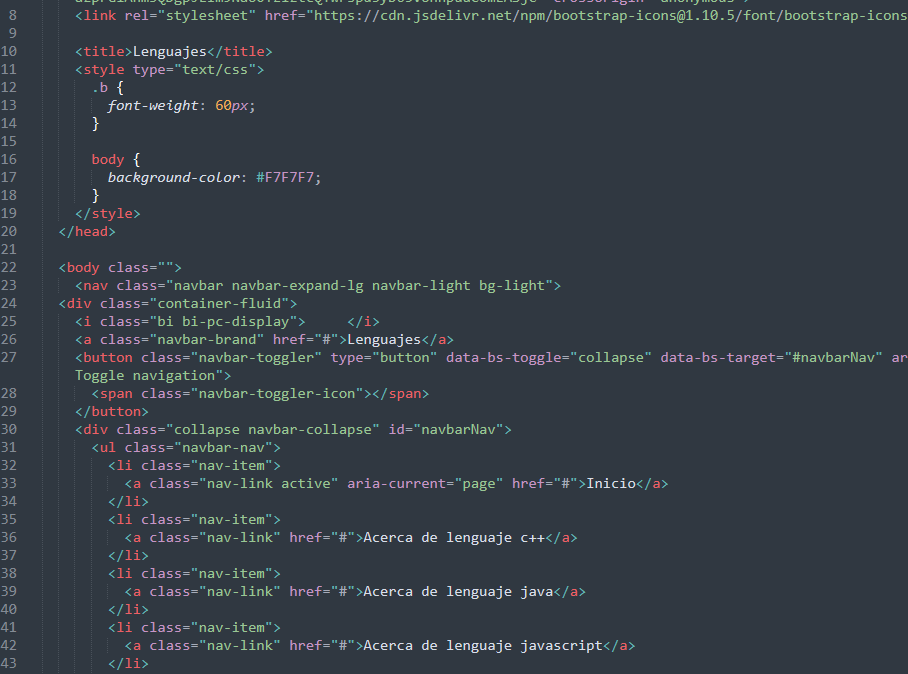 8 <link rel="stylesheet" href="https://cdn.jsdelivr.net/npm/bootstrap-icons@1.10.5/font/bootstrap-icons
9
10 <title>Lenguajes</title>
11 <style type="text/css">
12 .b {
13 font-weight: 60px;
14 }
15
16 body {
17 background-color: #F7F7F7;
18 }
19 </style>
20 </head>
21
22 <body class="">
23 <nav class="navbar navbar-expand-lg navbar-light bg-light">
24 <div class="container-fluid">
25 <i class="bi bi-pc-display">     </i>
26 <a class="navbar-brand" href="#">Lenguajes</a>
27 <button class="navbar-toggler" type="button" data-bs-toggle="collapse" data-bs-target="#navbarNav" ar
Toggle navigation">
28 <span class="navbar-toggler-icon"></span>
29 </button>
30 <div class="collapse navbar-collapse" id="navbarNav">
31 <ul class="navbar-nav">
32 <li class="nav-item">
33 <a class="nav-link active" aria-current="page" href="#">Inicio</a>
34 </li>
35 <li class="nav-item">
36 <a class="nav-link" href="#">Acerca de lenguaje c++</a>
37 </li>
38 <li class="nav-item">
39 <a class="nav-link" href="#">Acerca de lenguaje java</a>
40 </li>
41 <li class="nav-item">
42 <a class="nav-link" href="#">Acerca de lenguaje javascript</a>
43 </li>